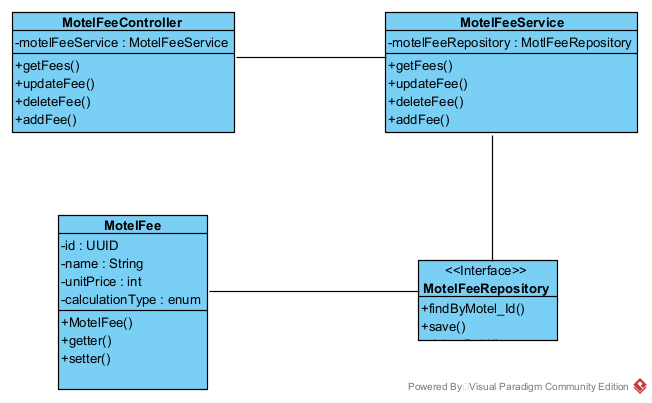 MotelFeeController
-motelFeeService : MotelFeeService
+getFees()
+updateFee()
+deleteFee()
+addFee()
MotelFeeService
-motelFeeRepository : MotlFeeRepository
+getFees()
+updateFee()
+deleteFee()
+addFee()
MotelFee
-id : UUID
-name : String
-unitPrice : int
-calculationType : enum
+MotelFee()
+getter()
+setter()
<<Interface>>
MotelFeeRepository
+findByMotel_Id()
+save()
Powered By Visual Paradigm Community Edition